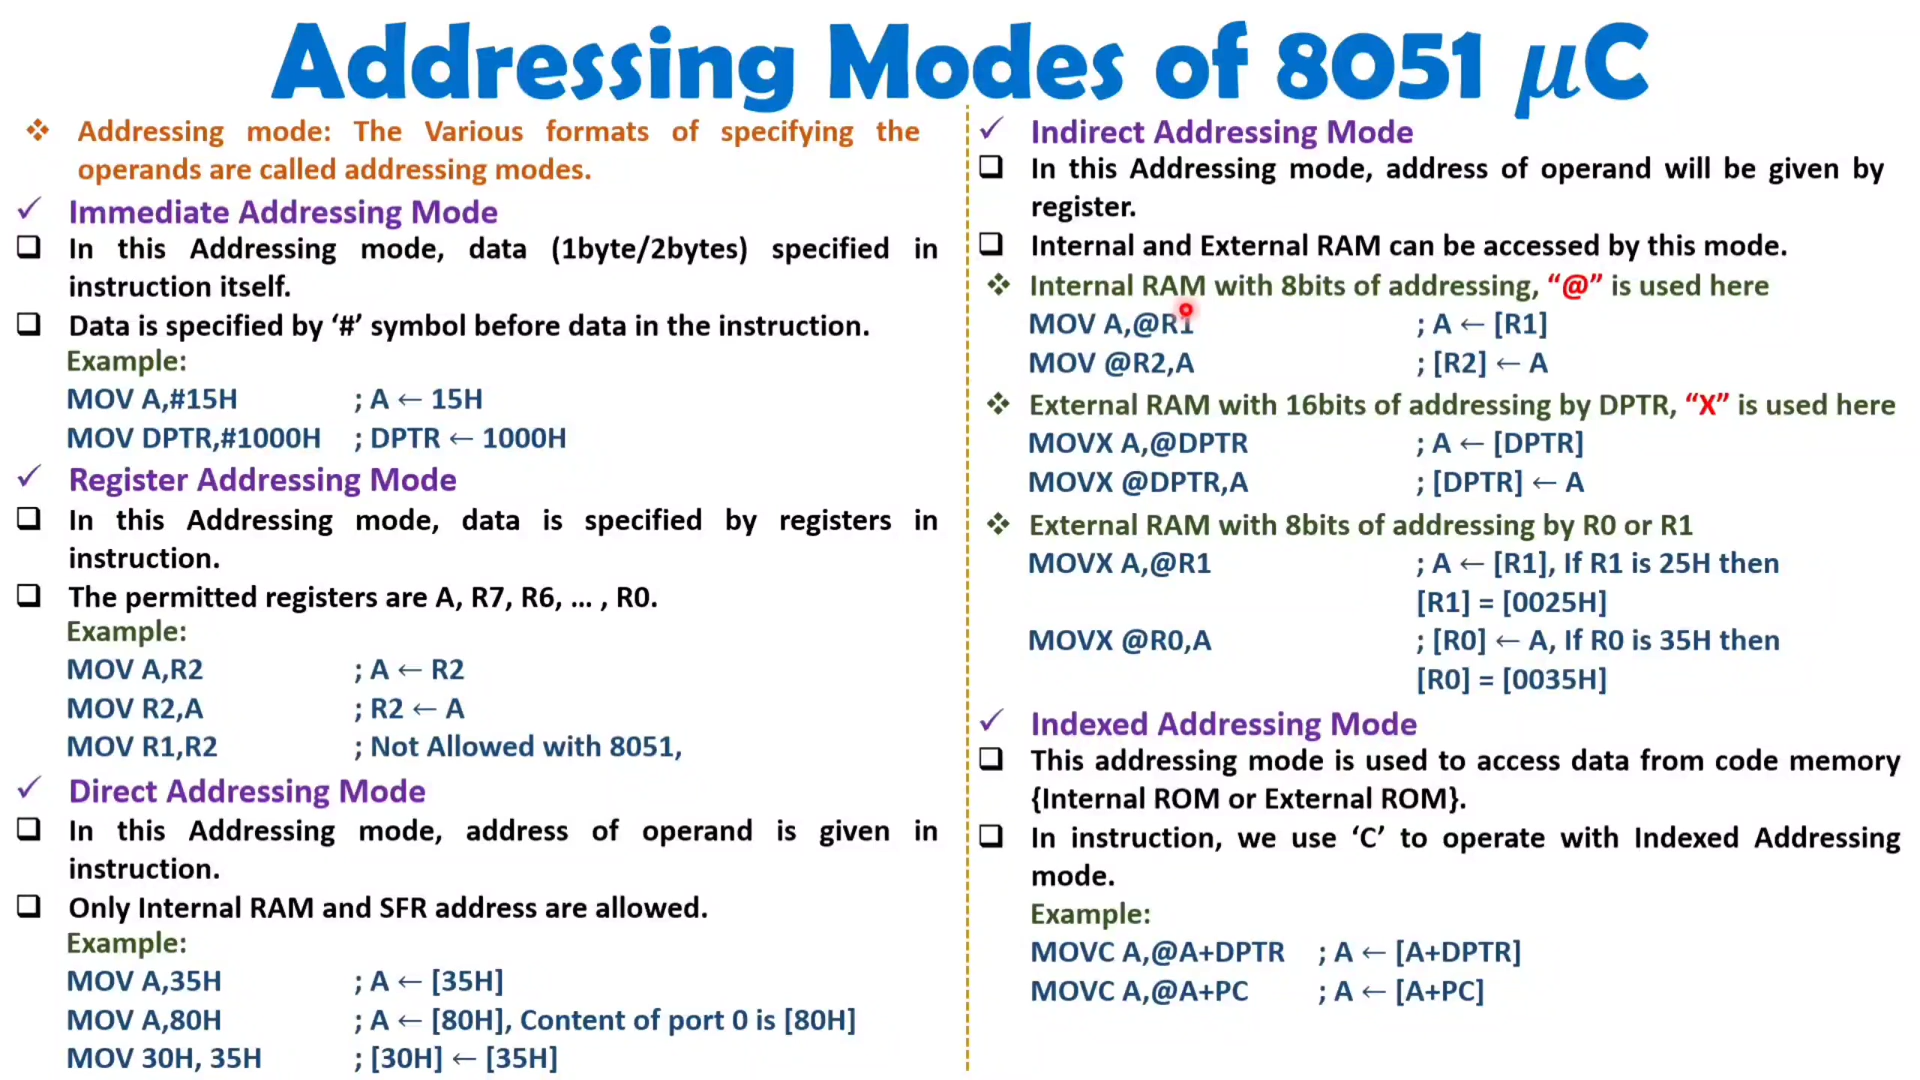 Addressing Modes of 8051 μC
❖ Addressing mode: The Various formats of specifying the
operands are called addressing modes.
✓ Immediate Addressing Mode
❑ In this Addressing mode, data (1byte/2bytes) specified in
instruction itself.
❑ Data is specified by ‘#’ symbol before data in the instruction.
Example:
MOV A,#15H ; A ← 15H
MOV DPTR,#1000H ; DPTR ← 1000H
✓ Register Addressing Mode
❑ In this Addressing mode, data is specified by registers in
instruction.
❑ The permitted registers are A, R7, R6, … , R0.
Example:
MOV A,R2 ; A ← R2
MOV R2,A ; R2 ← A
MOV R1,R2 ; Not Allowed with 8051,
✓ Direct Addressing Mode
❑ In this Addressing mode, address of operand is given in
instruction.
❑ Only Internal RAM and SFR address are allowed.
Example:
MOV A,35H ; A ← [35H]
MOV A,80H ; A ← [80H], Content of port 0 is [80H]
MOV 30H, 35H ; [30H] ← [35H]
✓ Indirect Addressing Mode
❑ In this Addressing mode, address of operand will be given by
register.
❑ Internal and External RAM can be accessed by this mode.
❖ Internal RAM with 8bits of addressing, “@” is used here
MOV A,@R1 ; A ← [R1]
MOV @R2,A ; [R2] ← A
❖ External RAM with 16bits of addressing by DPTR, “X” is used here
MOVX A,@DPTR ; A ← [DPTR]
MOVX @DPTR,A ; [DPTR] ← A
❖ External RAM with 8bits of addressing by R0 or R1
MOVX A,@R1 ; A ← [R1], If R1 is 25H then
[R1] = [0025H]
MOVX @R0,A ; [R0] ← A, If R0 is 35H then
[R0] = [0035H]
✓ Indexed Addressing Mode
❑ This addressing mode is used to access data from code memory
{Internal ROM or External ROM}.
❑ In instruction, we use ‘C’ to operate with Indexed Addressing
mode.
Example:
MOVC A,@A+DPTR ; A ← [A+DPTR]
MOVC A,@A+PC ; A ← [A+PC]